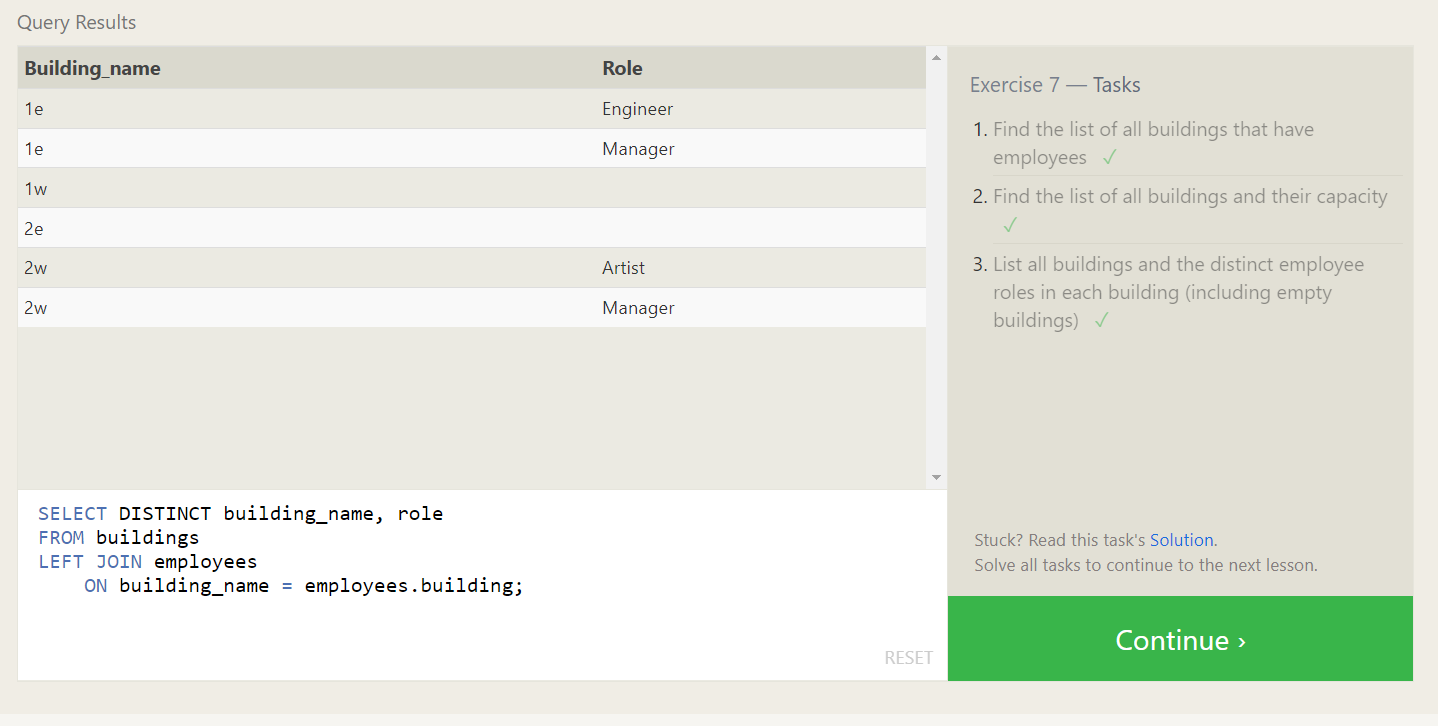 Query Results
Building_name Role
1e Engineer
1e Manager
1w
2e
2w Artist
2w Manager
SELECT DISTINCT building_name, role
FROM buildings
LEFT JOIN employees
    ON building_name = employees.building;
RESET
Exercise 7 — Tasks
1. Find the list of all buildings that have
employees ✓
2. Find the list of all buildings and their capacity
✓
3. List all buildings and the distinct employee
roles in each building (including empty
buildings) ✓
Stuck? Read this task's Solution.
Solve all tasks to continue to the next lesson.
Continue ›